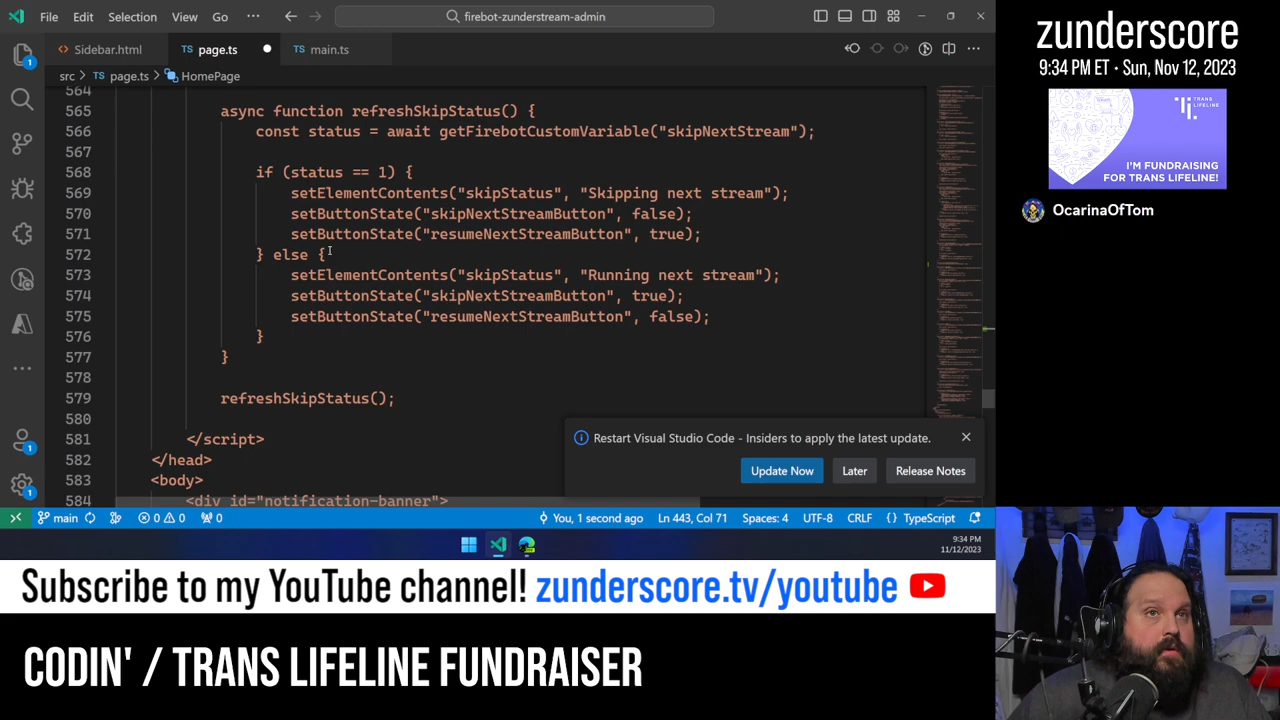 File Edit Selection View Go ··· firebot-zunderstream-admin
Sidebar.html TS page.ts TS main.ts
src > TS page.ts > HomePage
564
565 async function refreshSkipStatus() {
566 const status = await getFirebotCustomVariable("skipNextStream");
567
568 if (status == 1) {
569 setElementContents("skipStatus", "Skipping next stream");
570 setButtonState("skipNextStreamButton", false);
571 setButtonState("resumeNextStreamButton", true);
572 } else {
573 setElementContents("skipStatus", "Running next stream");
574 setButtonState("skipNextStreamButton", true);
575 setButtonState("resumeNextStreamButton", false);
576 }
577 }
578
579 refreshSkipStatus();
580
581 </script>
582 </head>
583 <body>
584 <div id="notification-banner">
1
1
1
Restart Visual Studio Code - Insiders to apply the latest update.
Update Now Later Release Notes
main 0 0 0 You, 1 second ago Ln 443, Col 71 Spaces: 4 UTF-8 CRLF { } TypeScript
9:34 PM
11/12/2023
zunderscore
9:34 PM ET • Sun, Nov 12, 2023
TRANS
LIFELINE
I'M FUNDRAISING
FOR TRANS LIFELINE!
OcarinaOfTom
Subscribe to my YouTube channel! zunderscore.tv/youtube
CODIN' / TRANS LIFELINE FUNDRAISER